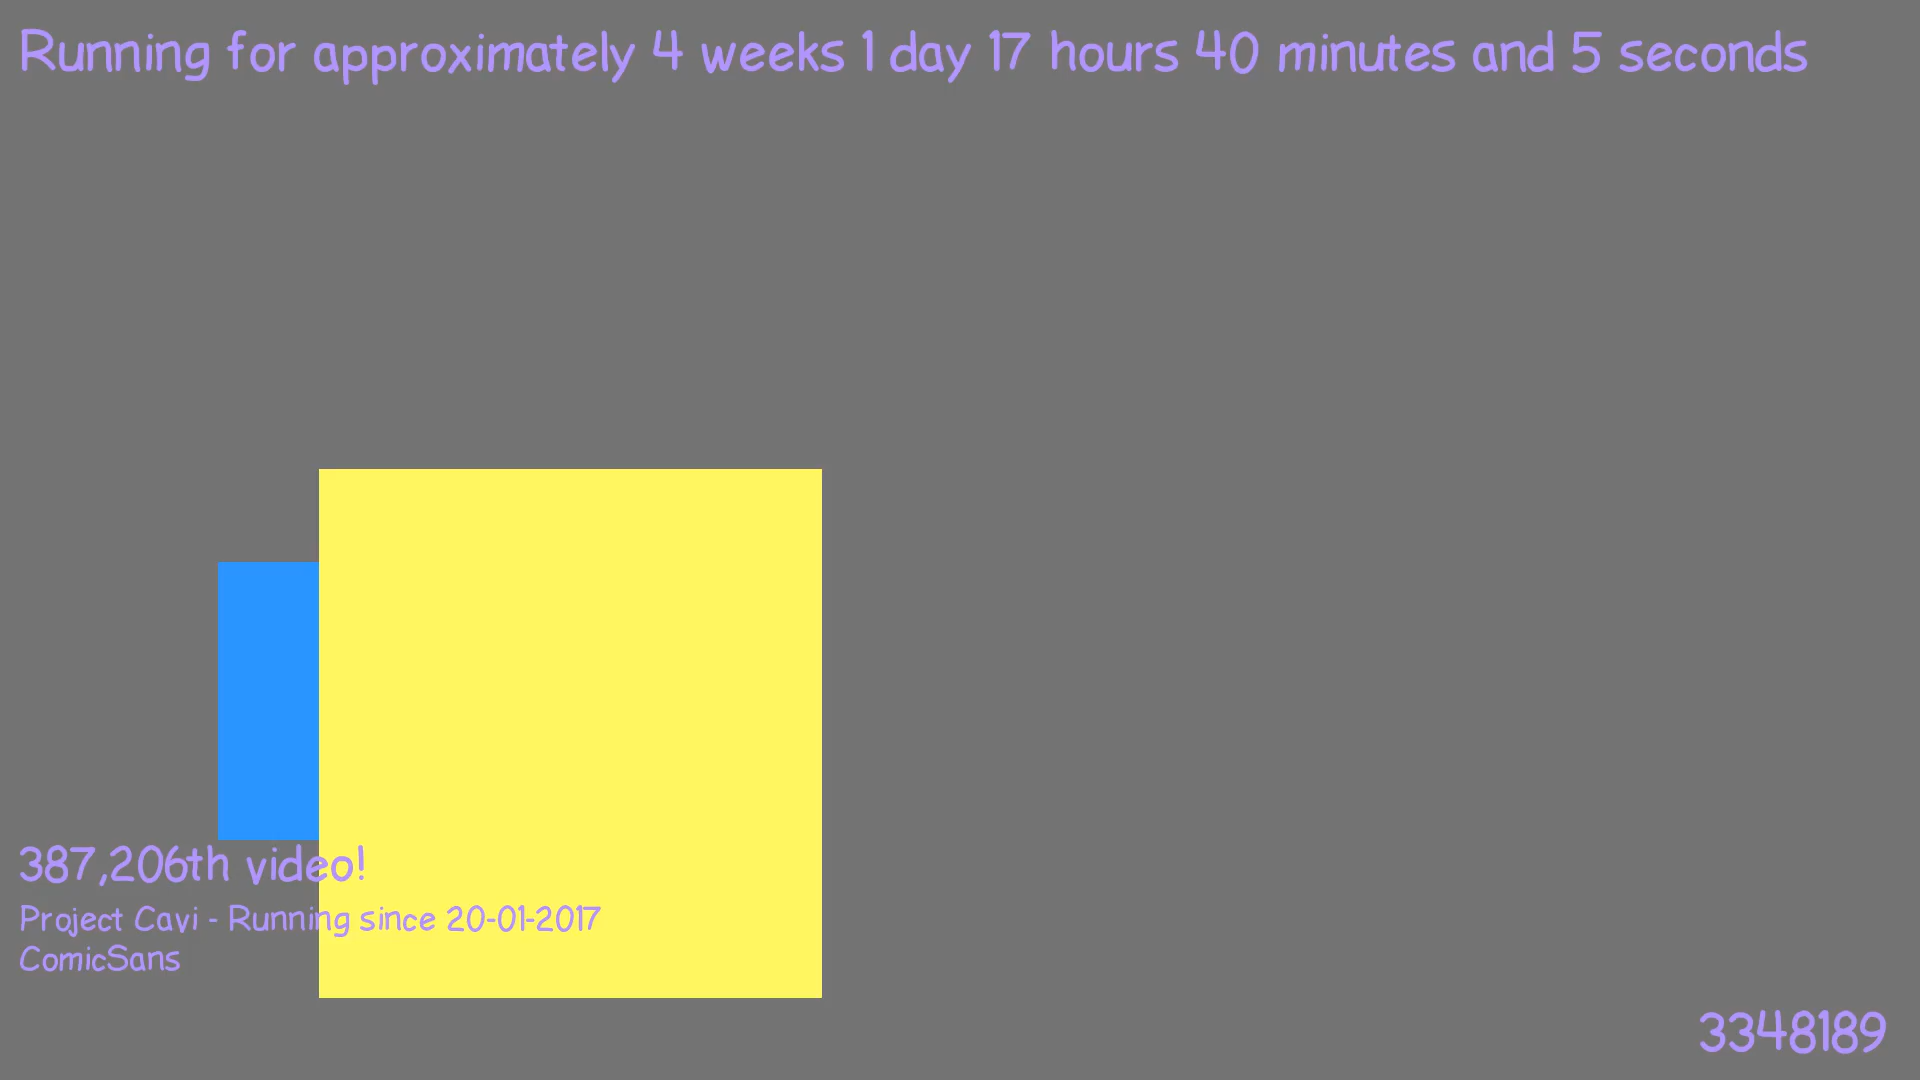 Running for approximately 4 weeks 1 day 17 hours 40 minutes and 5 seconds
387,206th video!
Project Cavi - Running since 20-01-2017
ComicSans
3348189